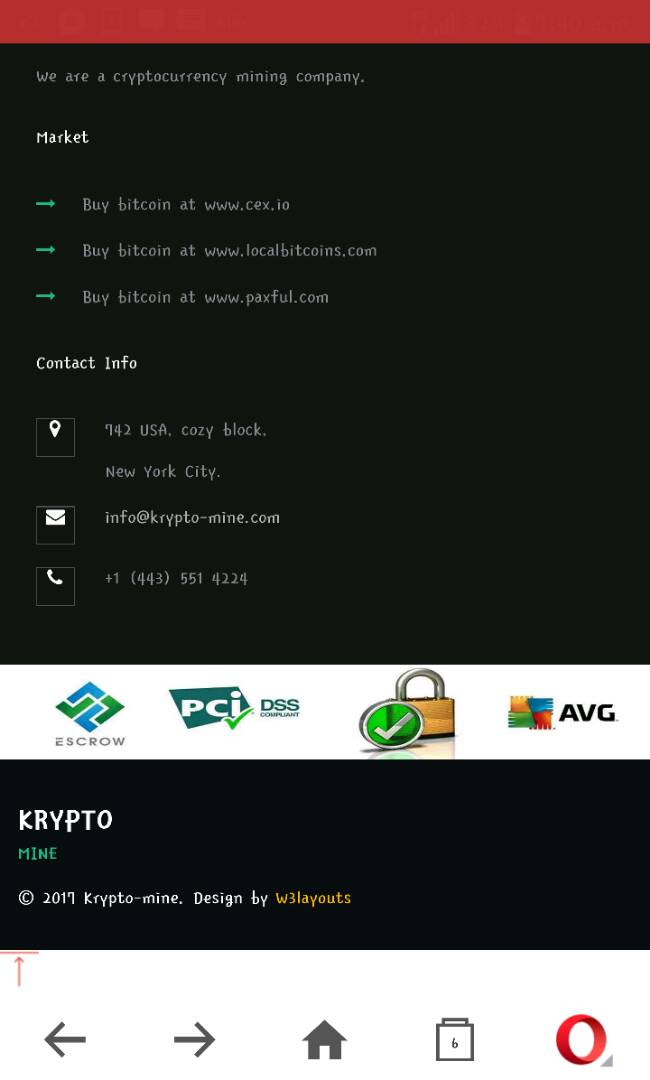 We are a cryptocurrency mining company.
Market
Buy bitcoin at www.cex.io
Buy bitcoin at www.localbitcoins.com
Buy bitcoin at www.paxful.com
Contact Info
742 USA, cozy block,
New York City.
info@krypto-mine.com
+1 (443) 551 4224
ESCROW
PCi DSS
COMPLIANT
AVG.
KRYPTO
MINE
© 2017 Krypto-mine. Design by W3layouts
6